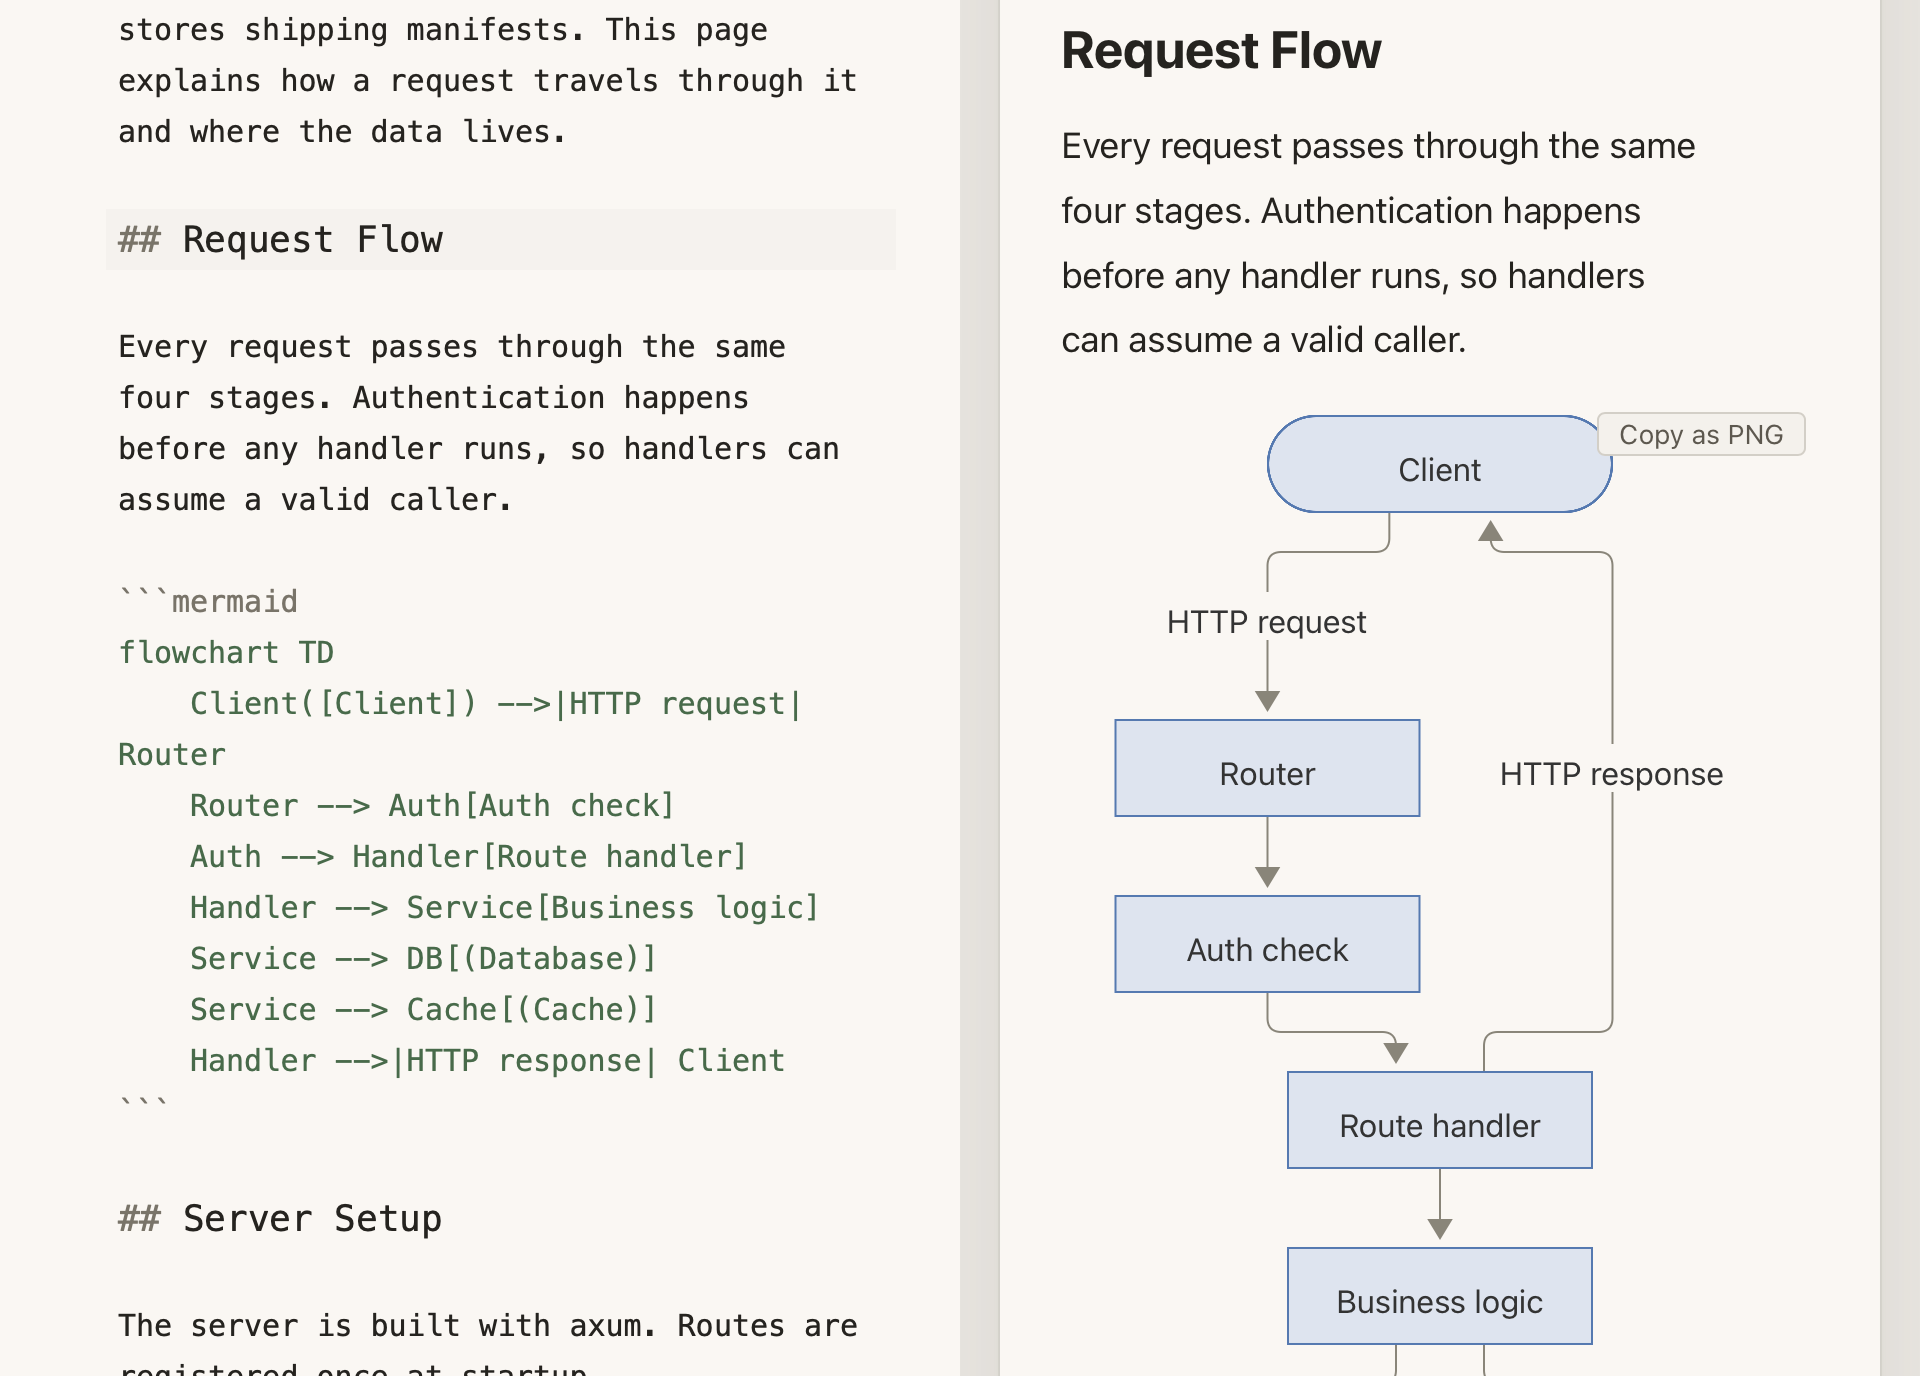 stores shipping manifests. This page
explains how a request travels through it
and where the data lives.
## Request Flow
Every request passes through the same
four stages. Authentication happens
before any handler runs, so handlers can
assume a valid caller.
```mermaid
flowchart TD
    Client([Client]) -->|HTTP request|
Router
    Router --> Auth[Auth check]
    Auth --> Handler[Route handler]
    Handler --> Service[Business logic]
    Service --> DB[(Database)]
    Service --> Cache[(Cache)]
    Handler -->|HTTP response| Client
```
## Server Setup
The server is built with axum. Routes are
registered once at startup
Request Flow
Every request passes through the same
four stages. Authentication happens
before any handler runs, so handlers
can assume a valid caller.
Copy as PNG
Client
HTTP request
Router
HTTP response
Auth check
Route handler
Business logic